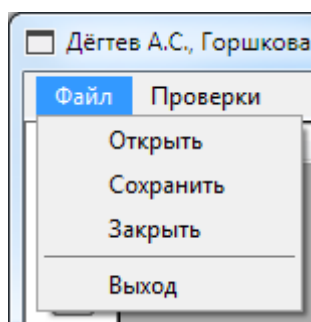 Дёгтев А.С., Горшкова
Файл Проверки
Открыть
Сохранить
Закрыть
Выход